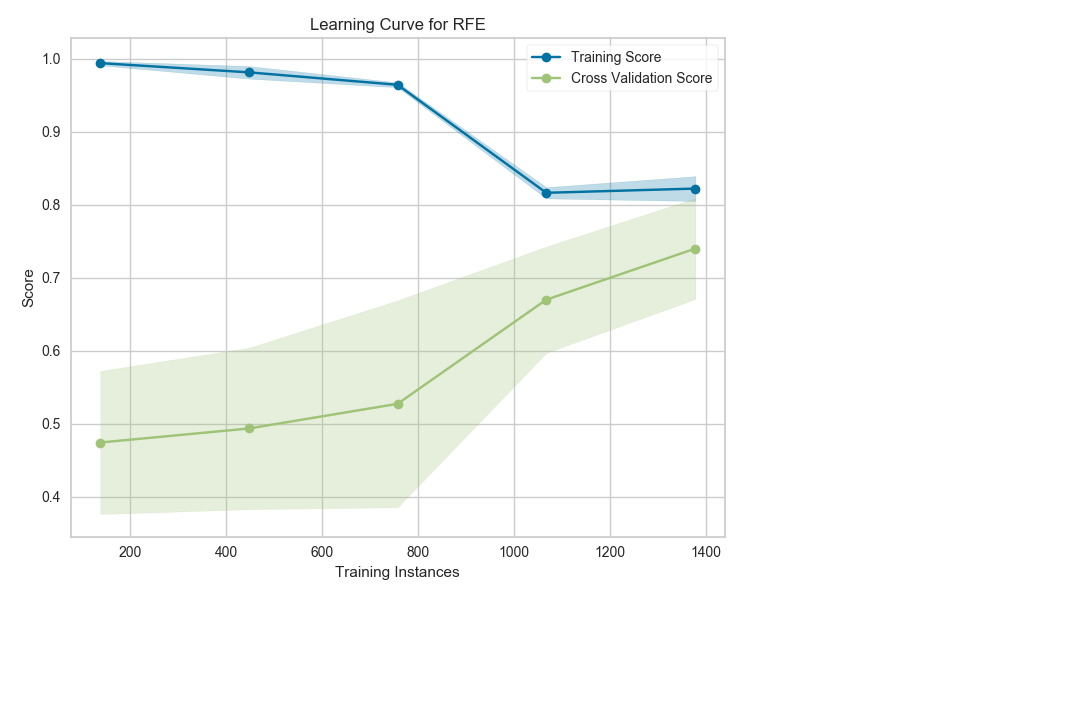 Learning Curve for RFE
Training Score
Cross Validation Score
1.0
0.9
0.8
0.7
0.6
0.5
0.4
Score
200 400 600 800 1000 1200 1400
Training Instances